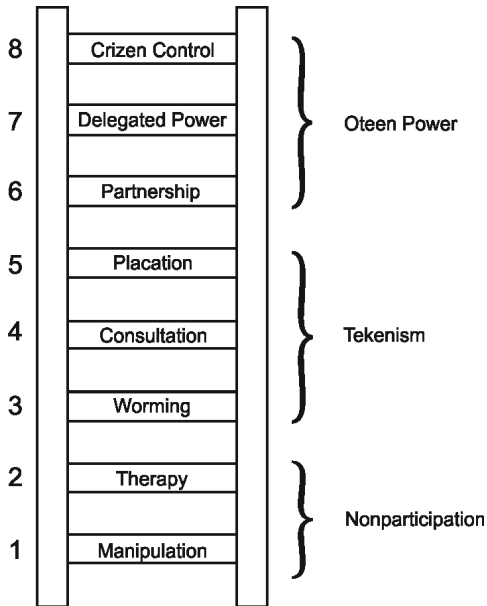 8 Crizen Control
7 Delegated Power
Oteen Power
6 Partnership
5 Placation
4 Consultation
Tekenism
3 Worming
2 Therapy
Nonparticipation
1 Manipulation